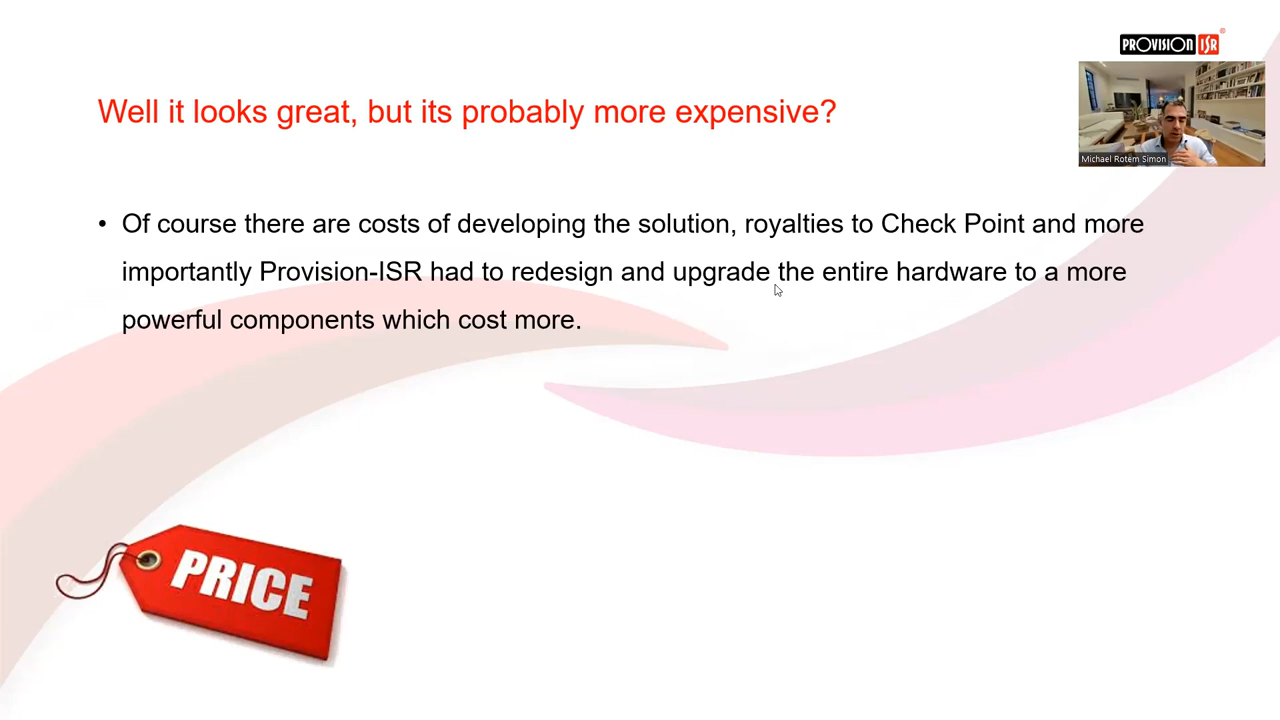 PROVISION ISR
®
Well it looks great, but its probably more expensive?
Michael Rotem Simon
• Of course there are costs of developing the solution, royalties to Check Point and more
importantly Provision-ISR had to redesign and upgrade the entire hardware to a more
powerful components which cost more.
PRICE